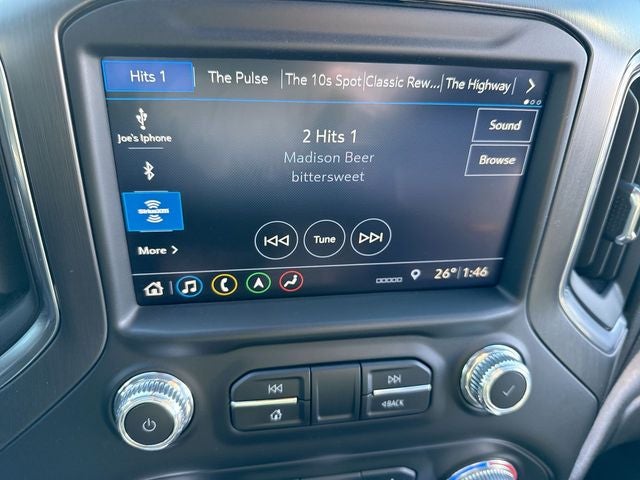 Hits 1 The Pulse The 10s Spot Classic Rew... The Highway
Joe's Iphone
2 Hits 1
Madison Beer
bittersweet
Sound
Browse
SiriusXM
Tune
More >
26° 1:46
BACK